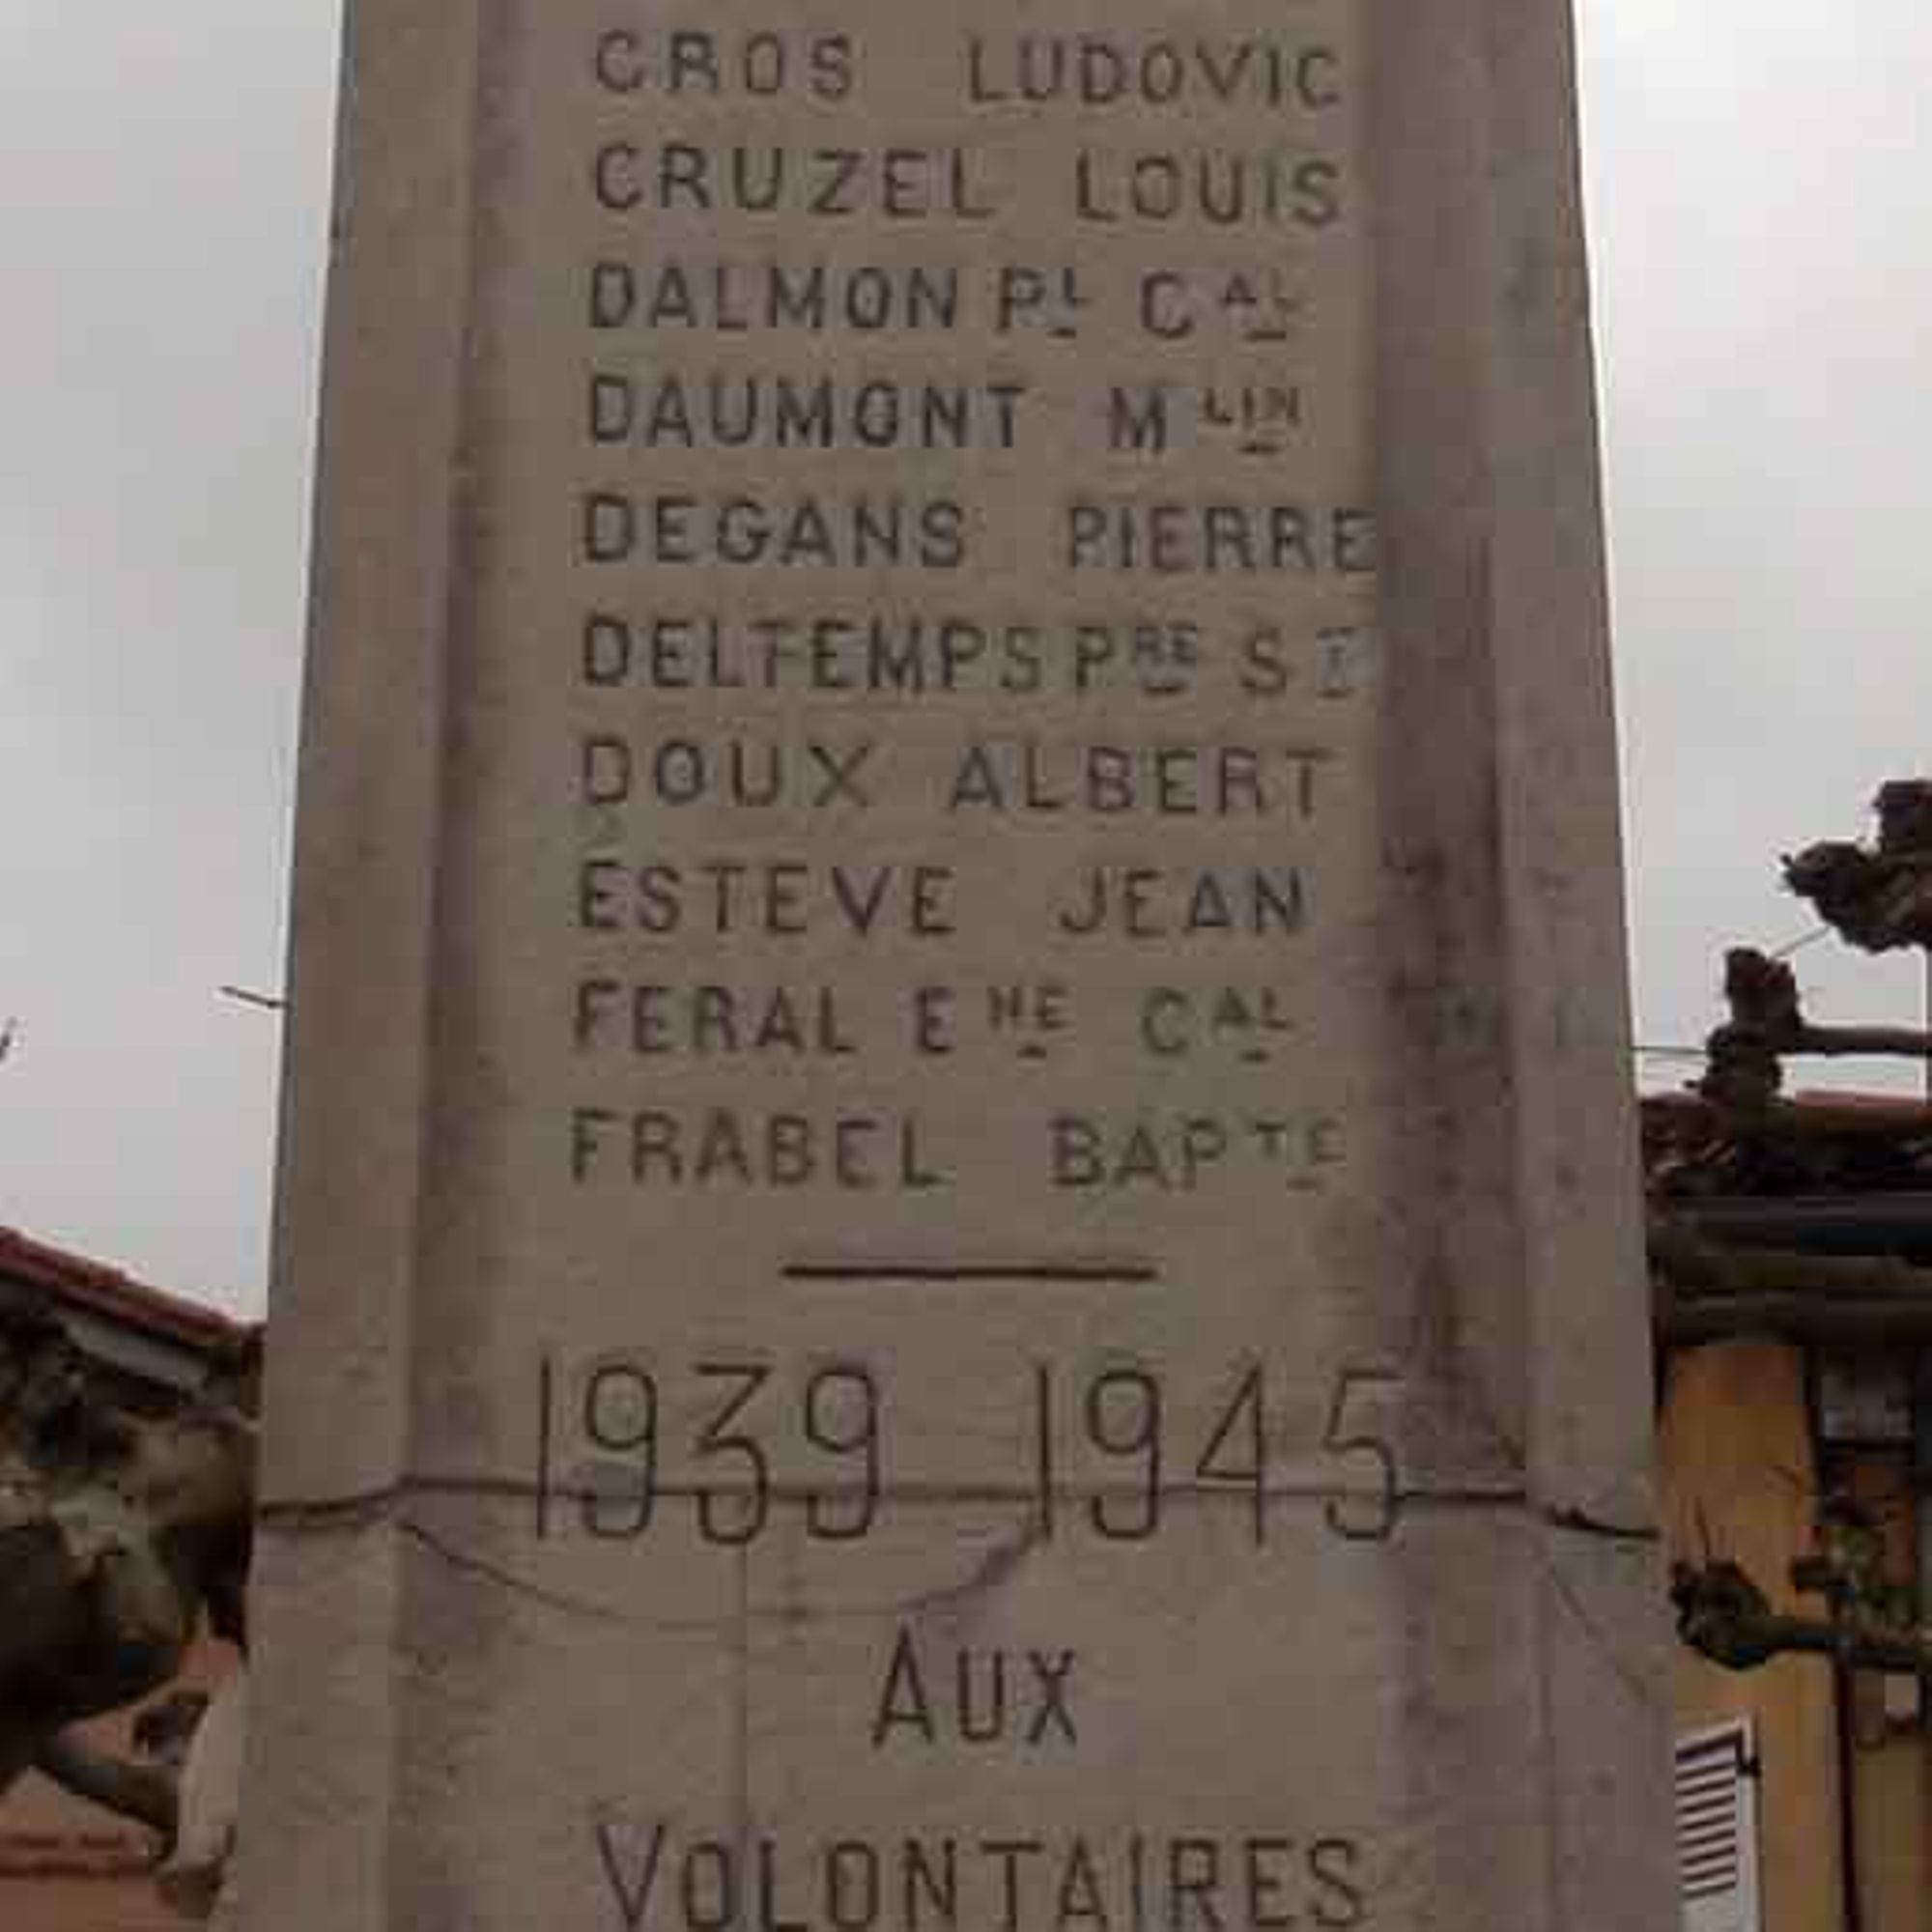 CROS LUDOVIC
CRUZEL LOUIS
DALMON PL CAL
DAUMONT MLIN
DEGANS PIERRE
DELTEMPS PRE ST
DOUX ALBERT
ESTEVE JEAN
FERAL ENE CAL
FRABEL BAPTE
1939 1945
AUX
VOLONTAIRES